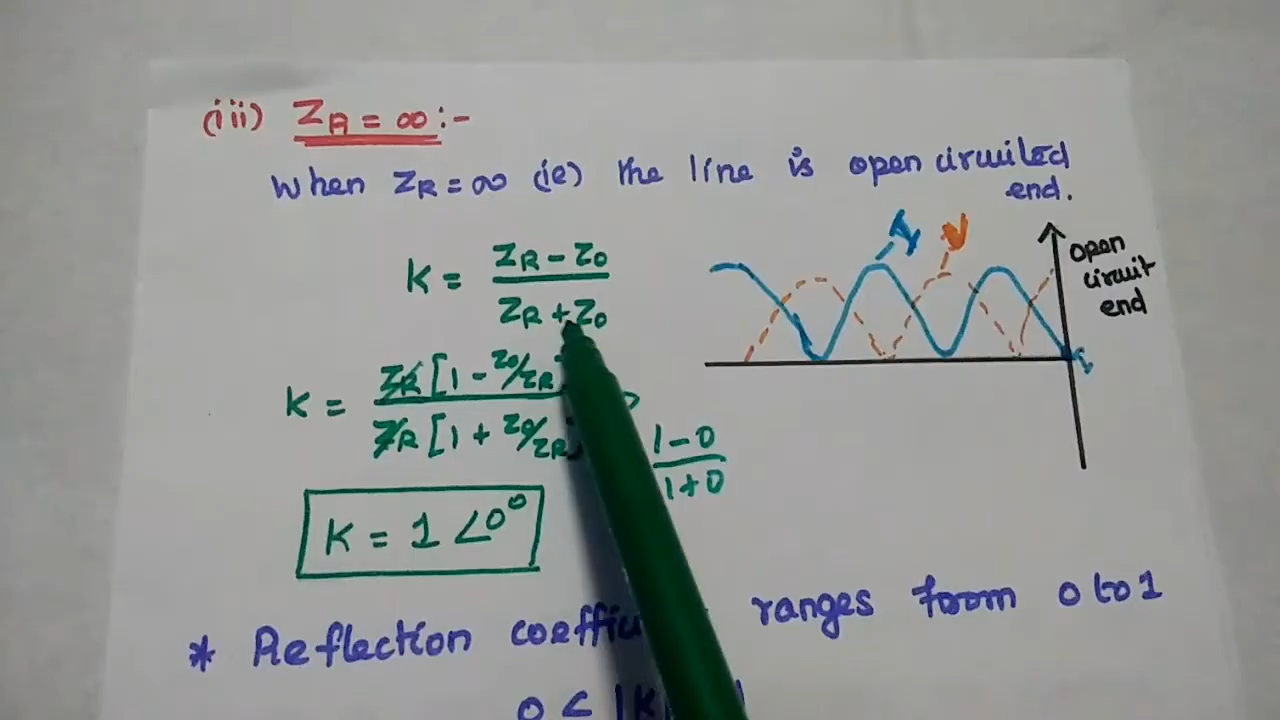 (iii) ZR = ∞ :-
When ZR = ∞ (ie) the line is open circuited
end.
K = ZR - Z0
ZR + Z0
I
V
open
circuit
end
K = ZR [1 - Z0/ZR
ZR [1 + Z0/ZR]
1-0
1+0
K = 1 ∠0°
* Reflection ranges from 0 to 1
0 < |K|